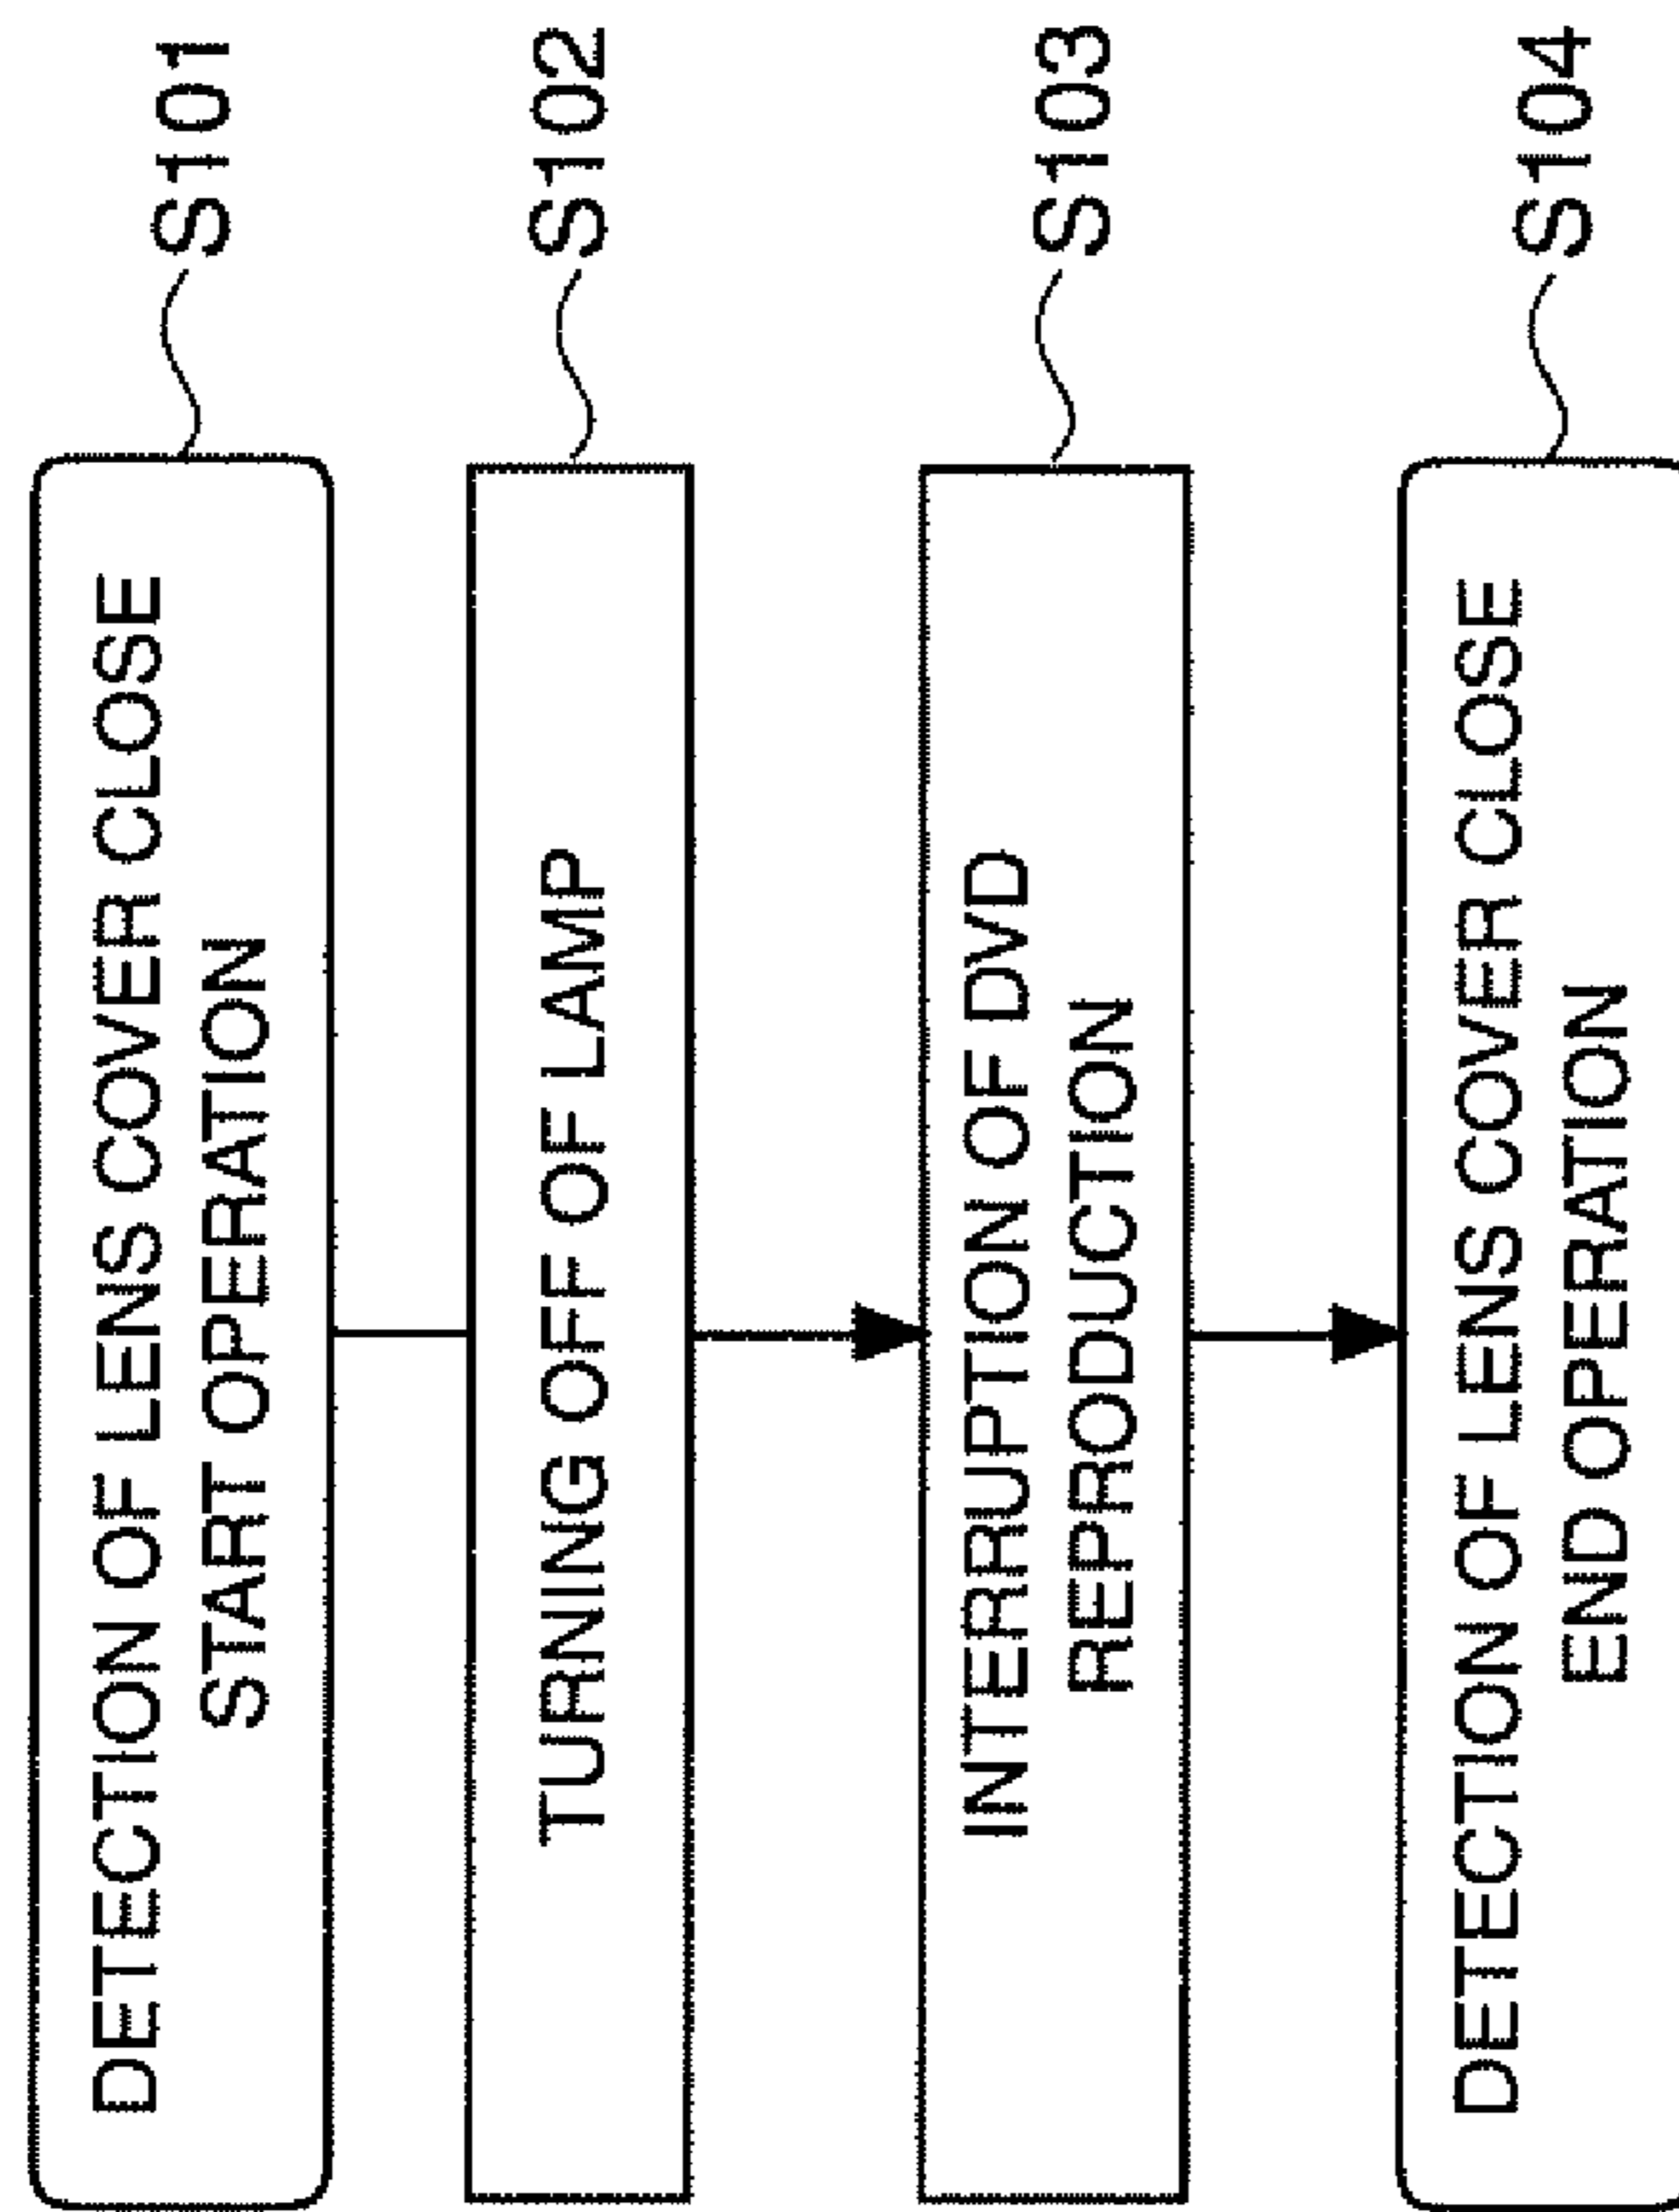 DETECTION OF LENS COVER CLOSE
START OPERATION
S101
TURNING OFF OF LAMP
S102
INTERRUPTION OF DVD
REPRODUCTION
S103
DETECTION OF LENS COVER CLOSE
END OPERATION
S104